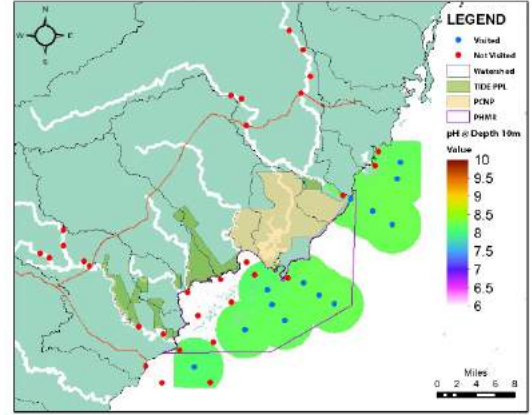 N
W E
S
LEGEND
Visited
Not Visited
Watershed
TIDE PPL
PCNP
PHMR
pH @ Depth 10m
Value
10
9.5
9
8.5
8
7.5
7
6.5
6
Miles
0 1 2 4 6 8